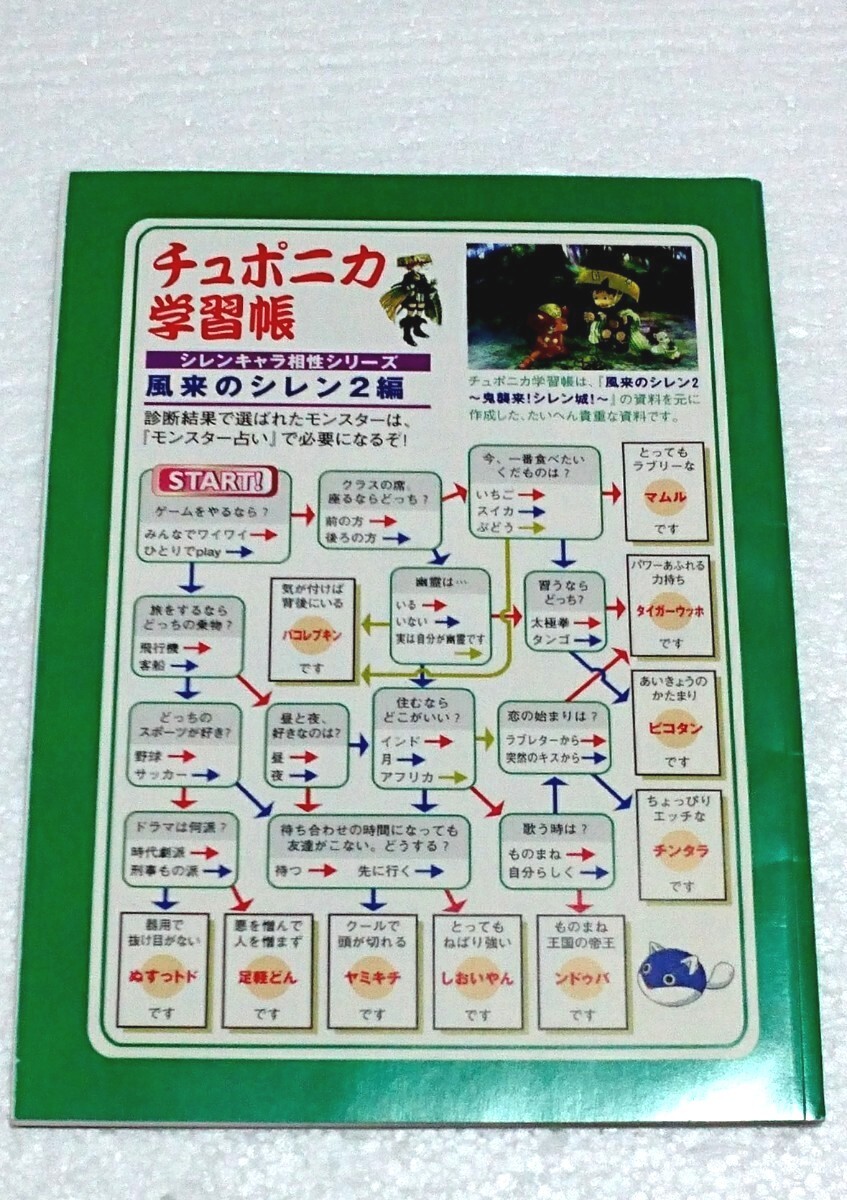 チュポニカ
学習帳
シレンキャラ相性シリーズ
風来のシレン2編
診断結果で選ばれたモンスターは、
『モンスター占い』で必要になるぞ!
チュポニカ学習帳は、『風来のシレン2
〜鬼襲来!シレン城!〜』の資料を元に
作成した、たいへん貴重な資料です。
START!
ゲームをやるなら?
みんなでワイワイ
ひとりでplay
クラスの席、
座るならどっち?
前の方
後ろの方
今、一番食べたい
くだものは?
いちご
スイカ
ぶどう
とっても
ラブリーな
マムル
です
旅をするなら
どっちの乗物?
飛行機
客船
気が付けば
背後にいる
パコレプキン
です
幽霊は…
いる
いない
実は自分が幽霊です
習うなら
どっち?
太極拳
タンゴ
パワーあふれる
力持ち
タイガーウッホ
です
どっちの
スポーツが好き?
野球
サッカー
昼と夜、
好きなのは?
昼
夜
住むなら
どこがいい?
インド
月
アフリカ
恋の始まりは?
ラブレターから
突然のキスから
あいきょうの
かたまり
ピコタン
です
ドラマは何派?
時代劇派
刑事もの派
待ち合わせの時間になっても
友達がこない。どうする?
待つ
先に行く
歌う時は?
ものまね
自分らしく
ちょっぴり
エッチな
チンタラ
です
器用で
抜け目がない
ぬすっトド
です
悪を憎んで
人を憎まず
足軽どん
です
クールで
頭が切れる
ヤミキチ
です
とっても
ねばり強い
しおいやん
です
ものまね
王国の帝王
ンドゥバ
です